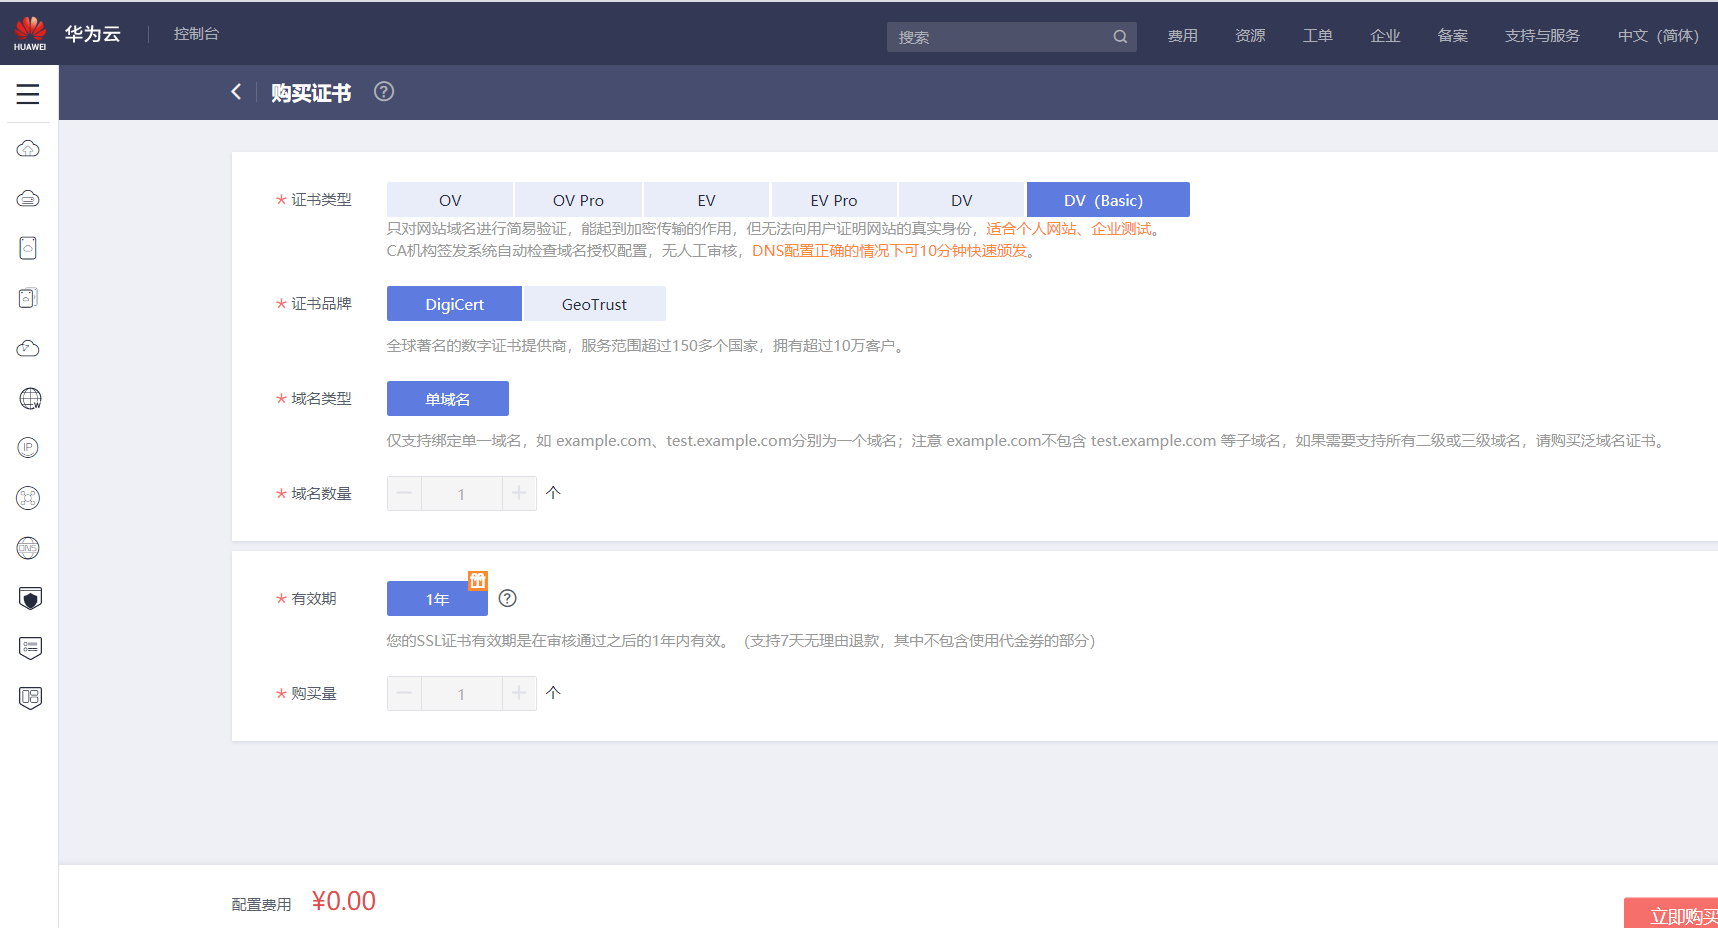 HUAWEI
华为云
控制台
搜索
费用
资源
工单
企业
备案
支持与服务
中文（简体）
购买证书
?
* 证书类型
OV
OV Pro
EV
EV Pro
DV
DV（Basic）
只对网站域名进行简易验证，能起到加密传输的作用，但无法向用户证明网站的真实身份，适合个人网站、企业测试。
CA机构签发系统自动检查域名授权配置，无人工审核，DNS配置正确的情况下可10分钟快速颁发。
* 证书品牌
DigiCert
GeoTrust
全球著名的数字证书提供商，服务范围超过150多个国家，拥有超过10万客户。
* 域名类型
单域名
仅支持绑定单一域名，如 example.com、test.example.com分别为一个域名；注意 example.com不包含 test.example.com 等子域名，如果需要支持所有二级或三级域名，请购买泛域名证书。
* 域名数量
1
个
* 有效期
1年
?
您的SSL证书有效期是在审核通过之后的1年内有效。（支持7天无理由退款，其中不包含使用代金券的部分）
* 购买量
1
个
配置费用
¥0.00
立即购买
W
IP
DNS